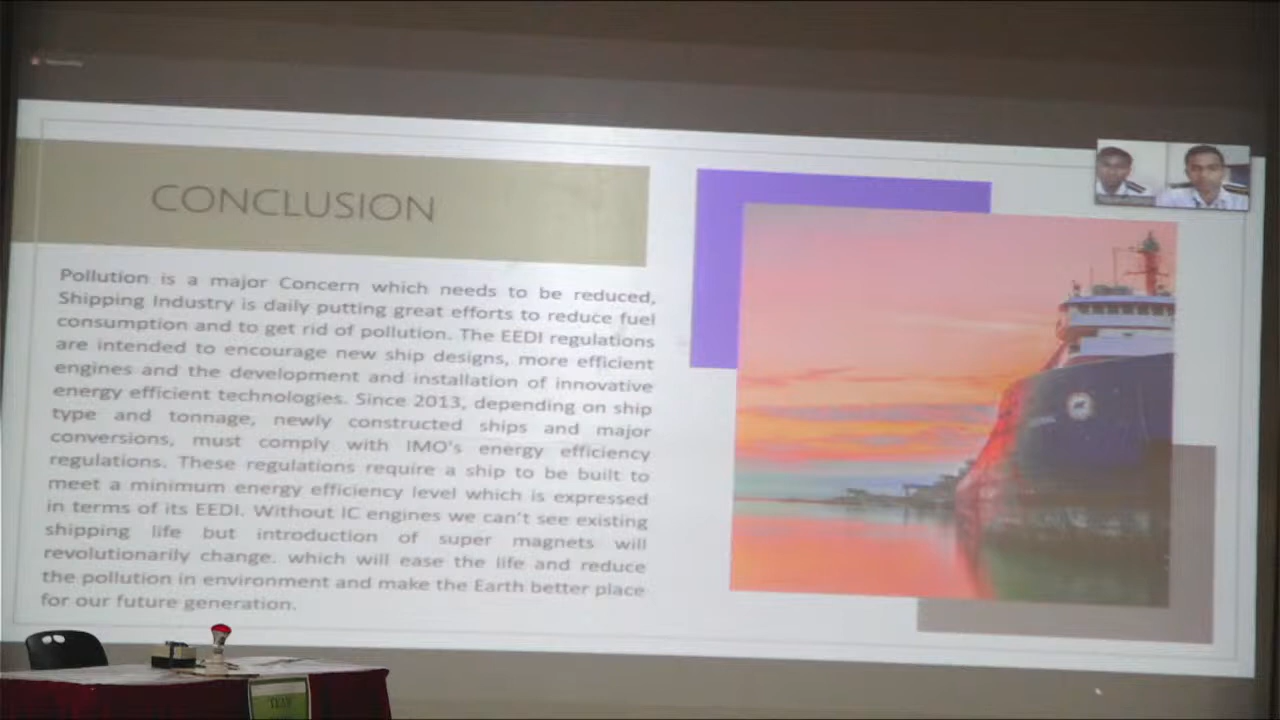 CONCLUSION
Pollution is a major Concern which needs to be reduced,
Shipping Industry is daily putting great efforts to reduce fuel
consumption and to get rid of pollution. The EEDI regulations
are intended to encourage new ship designs, more efficient
engines and the development and installation of innovative
energy efficient technologies. Since 2013, depending on ship
type and tonnage, newly constructed ships and major
conversions, must comply with IMO's energy efficiency
regulations. These regulations require a ship to be built to
meet a minimum energy efficiency level which is expressed
in terms of its EEDI. Without IC engines we can't see existing
shipping life but introduction of super magnets will
revolutionarily change. which will ease the life and reduce
the pollution in environment and make the Earth better place
for our future generation.